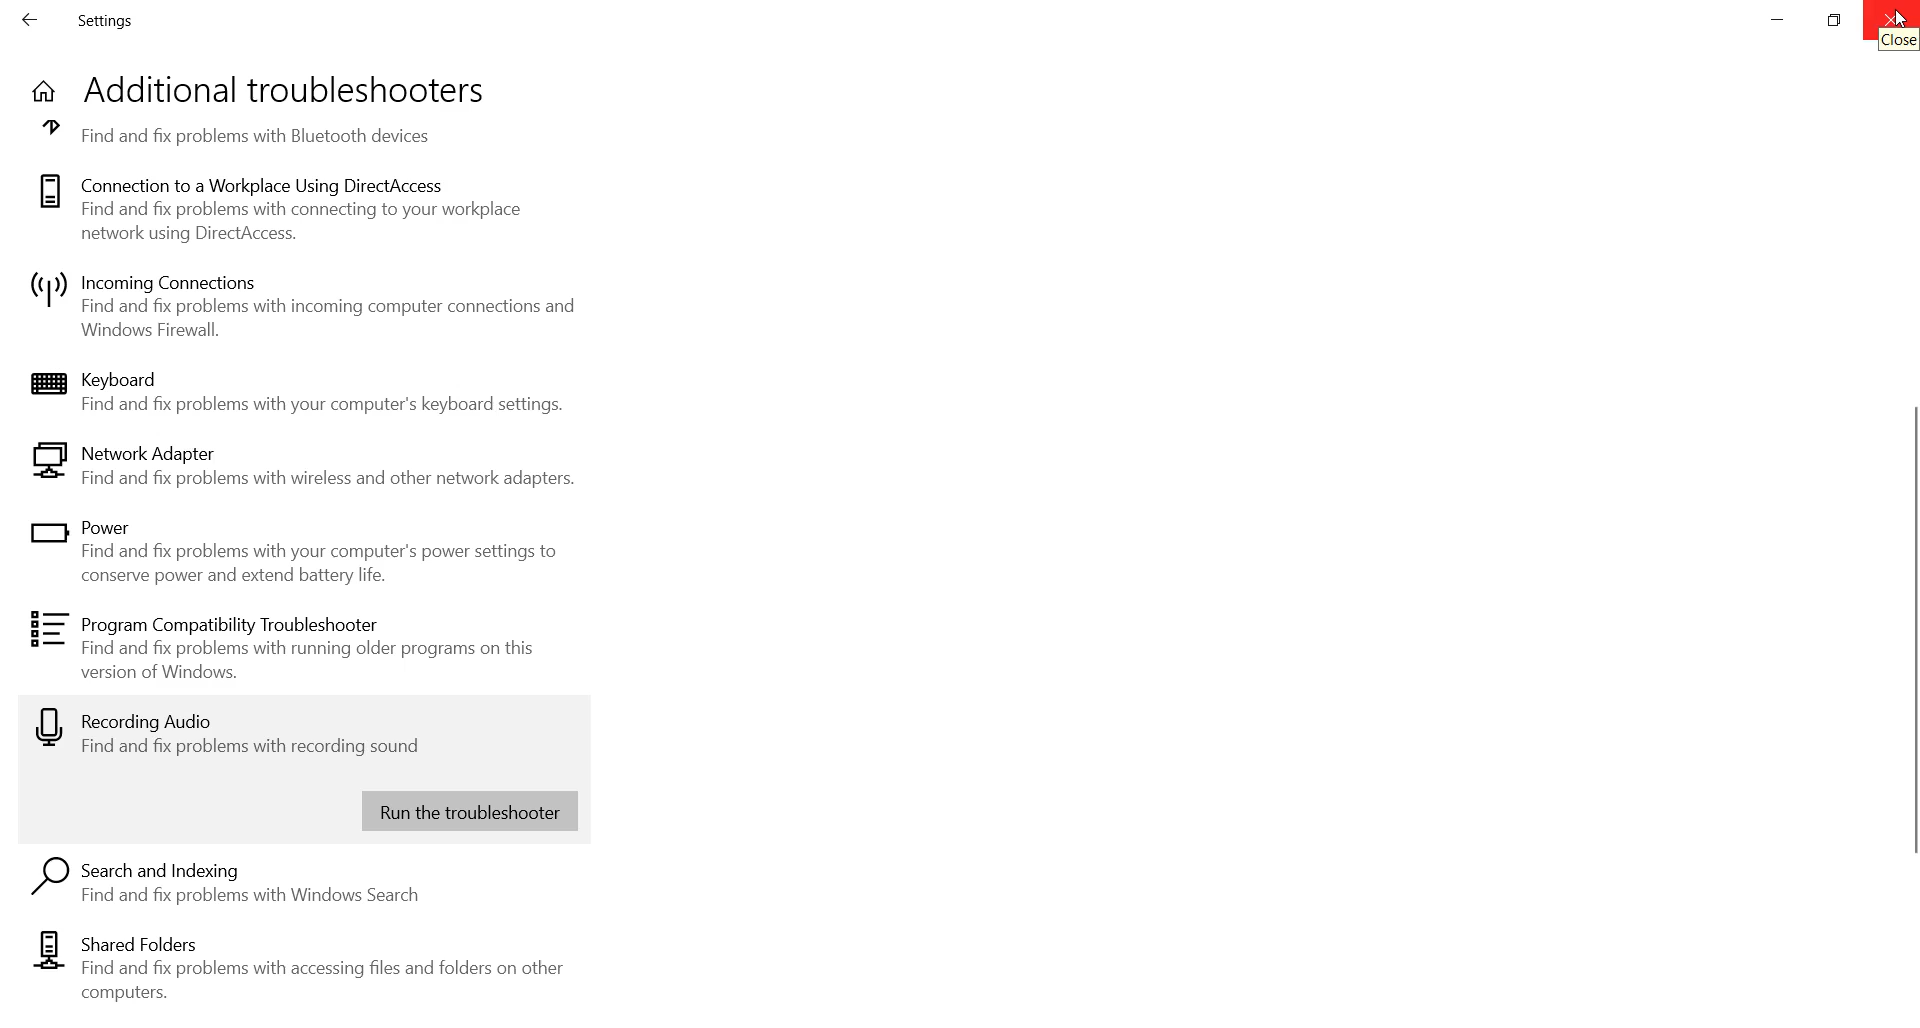 Settings
Close
Additional troubleshooters
Find and fix problems with Bluetooth devices
Connection to a Workplace Using DirectAccess
Find and fix problems with connecting to your workplace
network using DirectAccess.
Incoming Connections
Find and fix problems with incoming computer connections and
Windows Firewall.
Keyboard
Find and fix problems with your computer's keyboard settings.
Network Adapter
Find and fix problems with wireless and other network adapters.
Power
Find and fix problems with your computer's power settings to
conserve power and extend battery life.
Program Compatibility Troubleshooter
Find and fix problems with running older programs on this
version of Windows.
Recording Audio
Find and fix problems with recording sound
Run the troubleshooter
Search and Indexing
Find and fix problems with Windows Search
Shared Folders
Find and fix problems with accessing files and folders on other
computers.